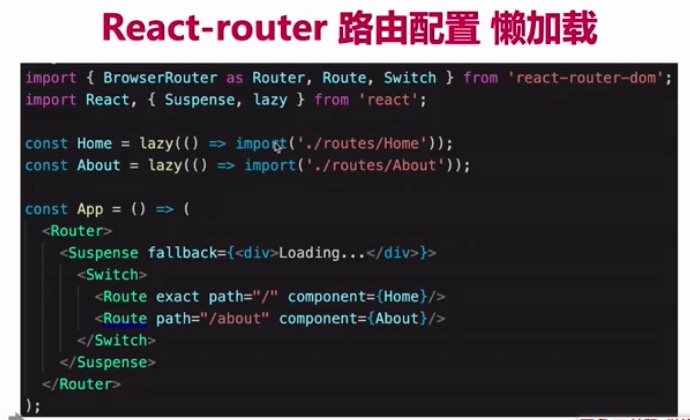 React-router 路由配置 懒加载
import { BrowserRouter as Router, Route, Switch } from 'react-router-dom';
import React, { Suspense, lazy } from 'react';
const Home = lazy(() => import('./routes/Home'));
const About = lazy(() => import('./routes/About'));
const App = () => (
<Router>
<Suspense fallback={<div>Loading...</div>}>
<Switch>
<Route exact path="/" component={Home}/>
<Route path="/about" component={About}/>
</Switch>
</Suspense>
</Router>
);